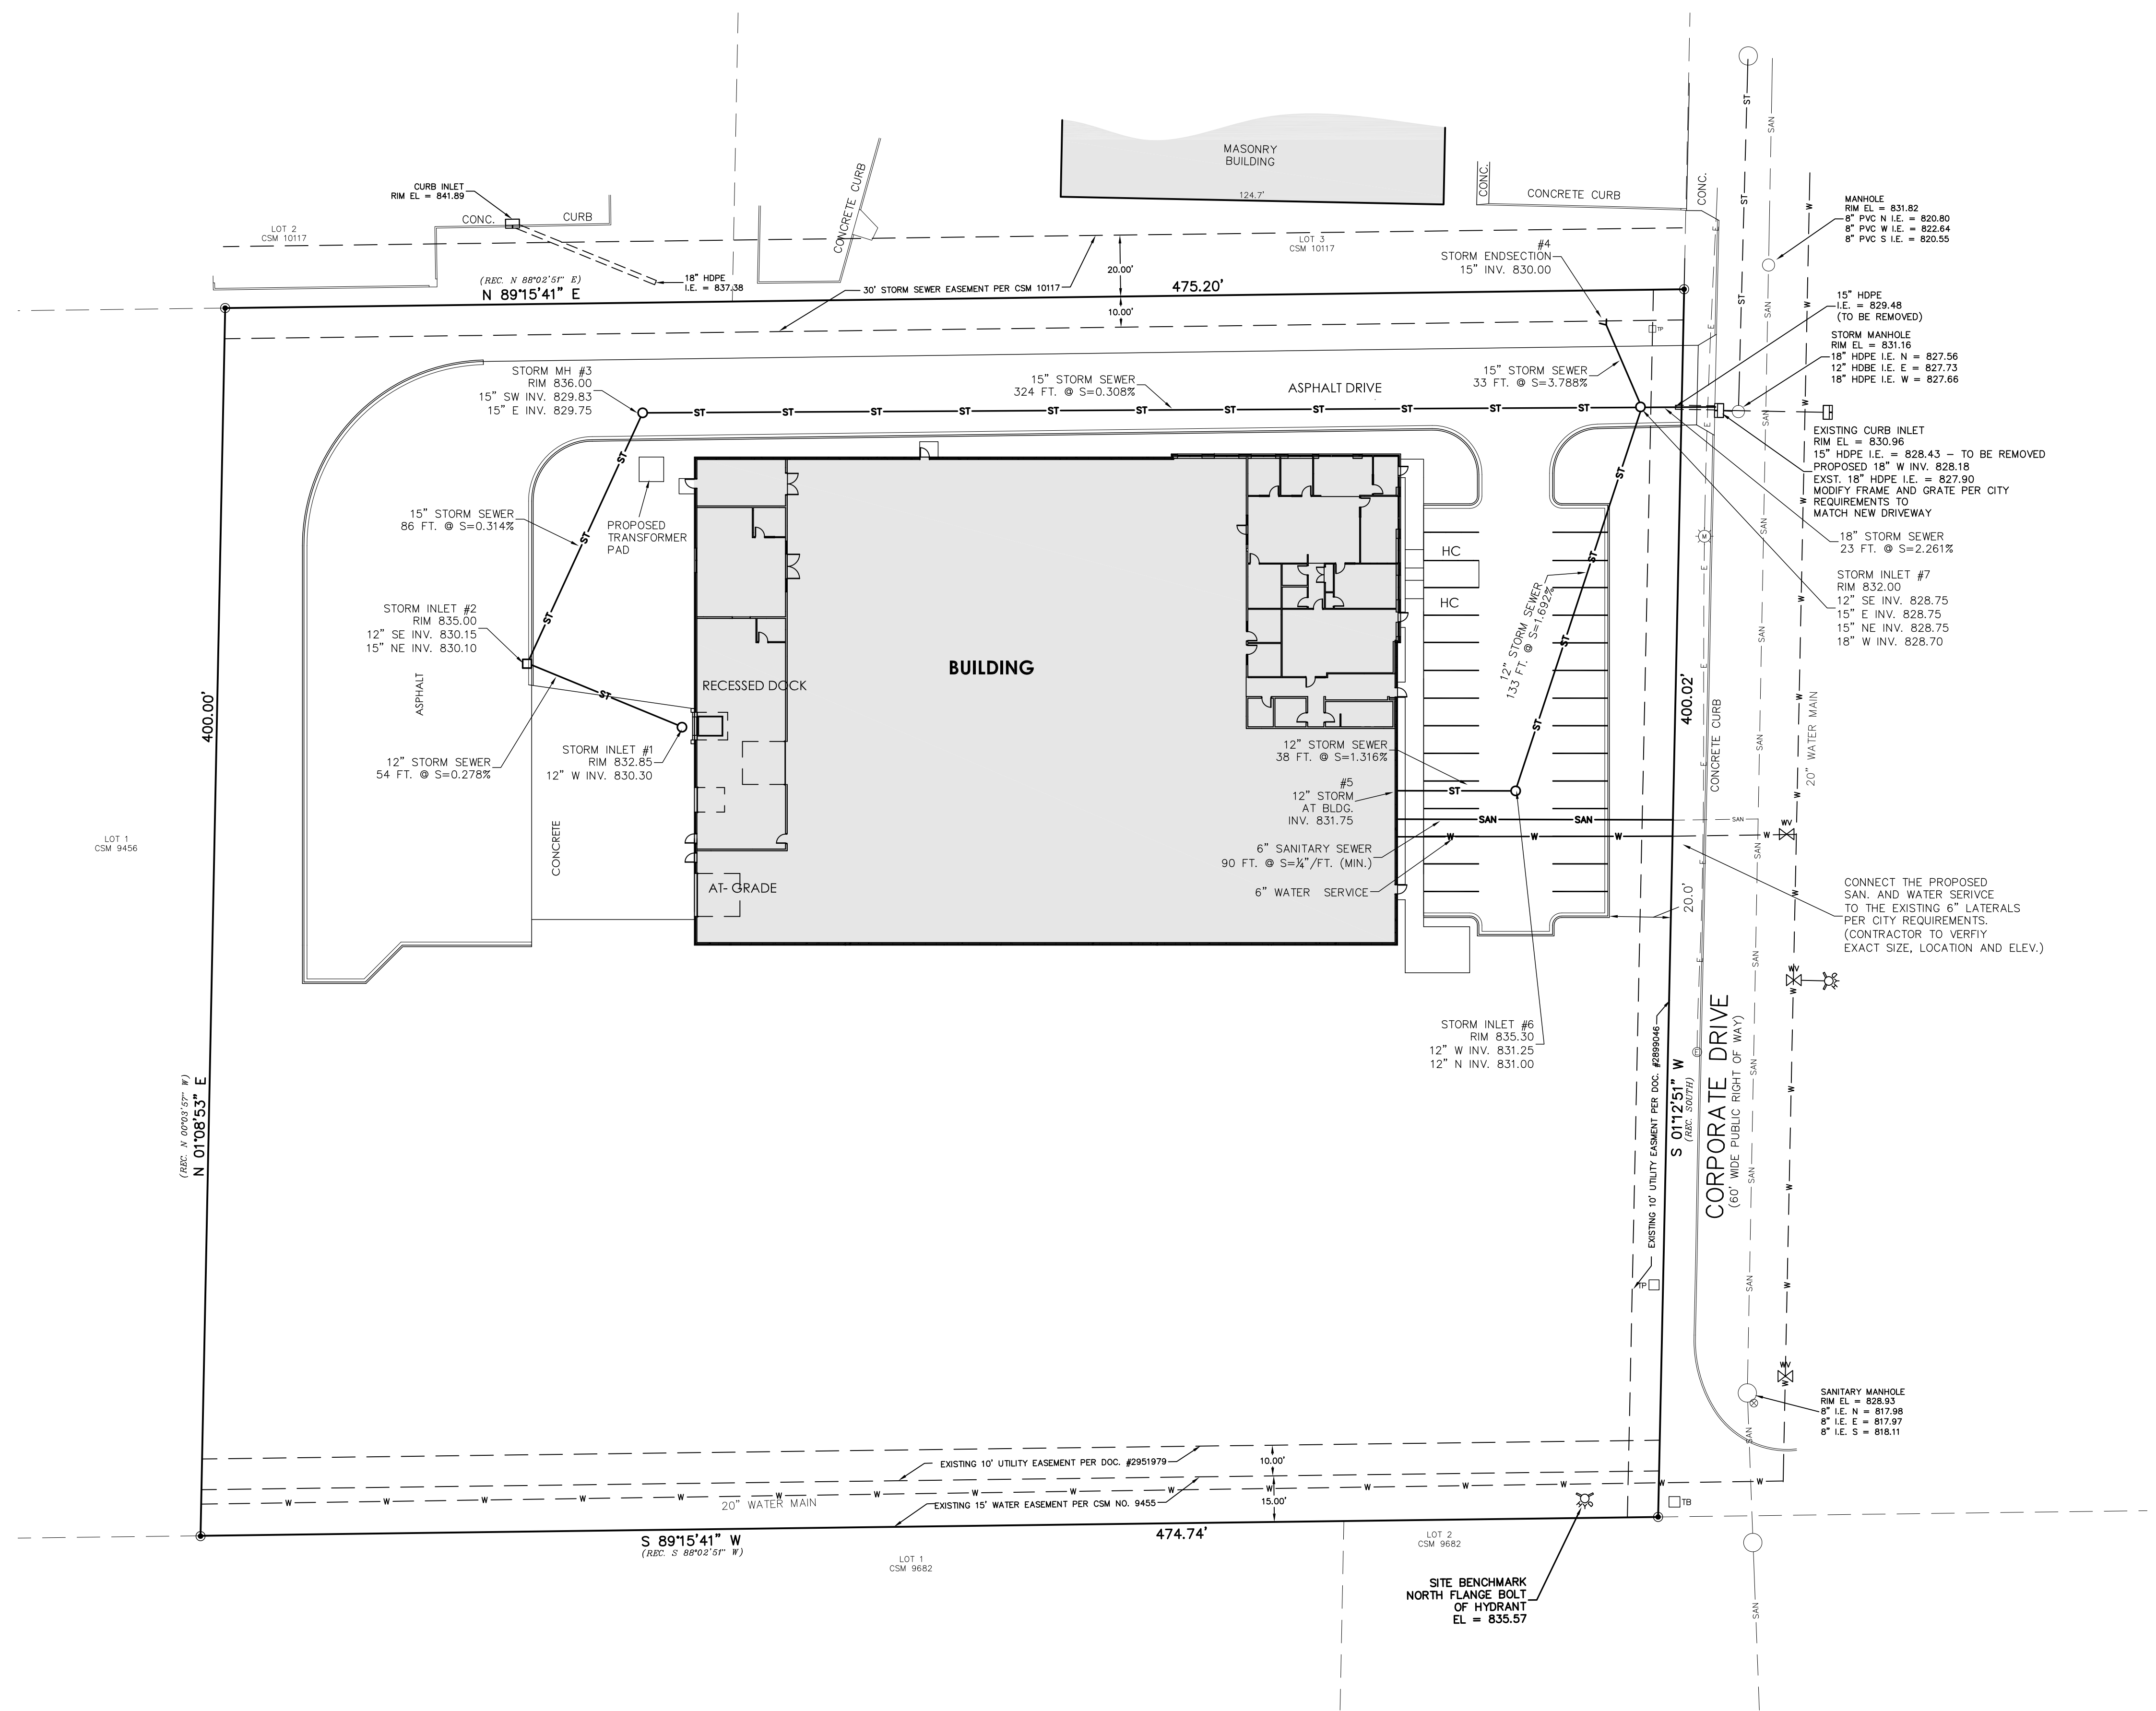 CURB INLET
RIM EL = 841.89
CONC.
CURB
LOT 2
CSM 10117
(REC. N 88°02'51" E)
N 89°15'41" E
18" HDPE
I.E. = 837.38
CONCRETE CURB
30' STORM SEWER EASEMENT PER CSM 10117
20.00'
10.00'
475.20'
MASONRY
BUILDING
124.7'
LOT 3
CSM 10117
CONC.
CONCRETE CURB
CONC.
#4
STORM ENDSECTION
15" INV. 830.00
TP
MANHOLE
RIM EL = 831.82
8" PVC N I.E. = 820.80
8" PVC W I.E. = 822.64
8" PVC S I.E. = 820.55
15" HDPE
I.E. = 829.48
(TO BE REMOVED)
STORM MANHOLE
RIM EL = 831.16
18" HDPE I.E. N = 827.56
12" HDBE I.E. E = 827.73
18" HDPE I.E. W = 827.66
EXISTING CURB INLET
RIM EL = 830.96
15" HDPE I.E. = 828.43 – TO BE REMOVED
PROPOSED 18" W INV. 828.18
EXST. 18" HDPE I.E. = 827.90
MODIFY FRAME AND GRATE PER CITY
REQUIREMENTS TO
MATCH NEW DRIVEWAY
18" STORM SEWER
23 FT. @ S=2.261%
STORM INLET #7
RIM 832.00
12" SE INV. 828.75
15" E INV. 828.75
15" NE INV. 828.75
18" W INV. 828.70
STORM MH #3
RIM 836.00
15" SW INV. 829.83
15" E INV. 829.75
15" STORM SEWER
324 FT. @ S=0.308%
ASPHALT DRIVE
15" STORM SEWER
33 FT. @ S=3.788%
ST ST ST ST ST ST ST ST ST ST ST
15" STORM SEWER
86 FT. @ S=0.314%
PROPOSED
TRANSFORMER
PAD
STORM INLET #2
RIM 835.00
12" SE INV. 830.15
15" NE INV. 830.10
ASPHALT
12" STORM SEWER
54 FT. @ S=0.278%
STORM INLET #1
RIM 832.85
12" W INV. 830.30
CONCRETE
RECESSED DOCK
AT- GRADE
BUILDING
HC
HC
12" STORM SEWER
133 FT. @ S=1.692%
12" STORM SEWER
38 FT. @ S=1.316%
#5
12" STORM
AT BLDG.
INV. 831.75
6" SANITARY SEWER
90 FT. @ S=¼"/FT. (MIN.)
6" WATER SERVICE
ST
SAN SAN SAN
W W W W
WV
400.00'
LOT 1
CSM 9456
400.02'
CONCRETE CURB
20" WATER MAIN
20.0'
CONNECT THE PROPOSED
SAN. AND WATER SERIVCE
TO THE EXISTING 6" LATERALS
PER CITY REQUIREMENTS.
(CONTRACTOR TO VERFIY
EXACT SIZE, LOCATION AND ELEV.)
WV
STORM INLET #6
RIM 835.30
12" W INV. 831.25
12" N INV. 831.00
(REC. N 00°03'57" W)
N 01°08'53" E
EXISTING 10' UTILITY EASMENT PER DOC. #2899046
S 01°12'51" W
(REC. SOUTH)
CORPORATE DRIVE
(60' WIDE PUBLIC RIGHT OF WAY)
TP
WV
SANITARY MANHOLE
RIM EL = 828.93
8" I.E. N = 817.98
8" I.E. E = 817.97
8" I.E. S = 818.11
EXISTING 10' UTILITY EASEMENT PER DOC. #2951979
10.00'
20" WATER MAIN
EXISTING 15' WATER EASEMENT PER CSM NO. 9455
15.00'
TB
S 89°15'41" W
(REC. S 88°02'51" W)
474.74'
LOT 1
CSM 9682
LOT 2
CSM 9682
SITE BENCHMARK
NORTH FLANGE BOLT
OF HYDRANT
EL = 835.57